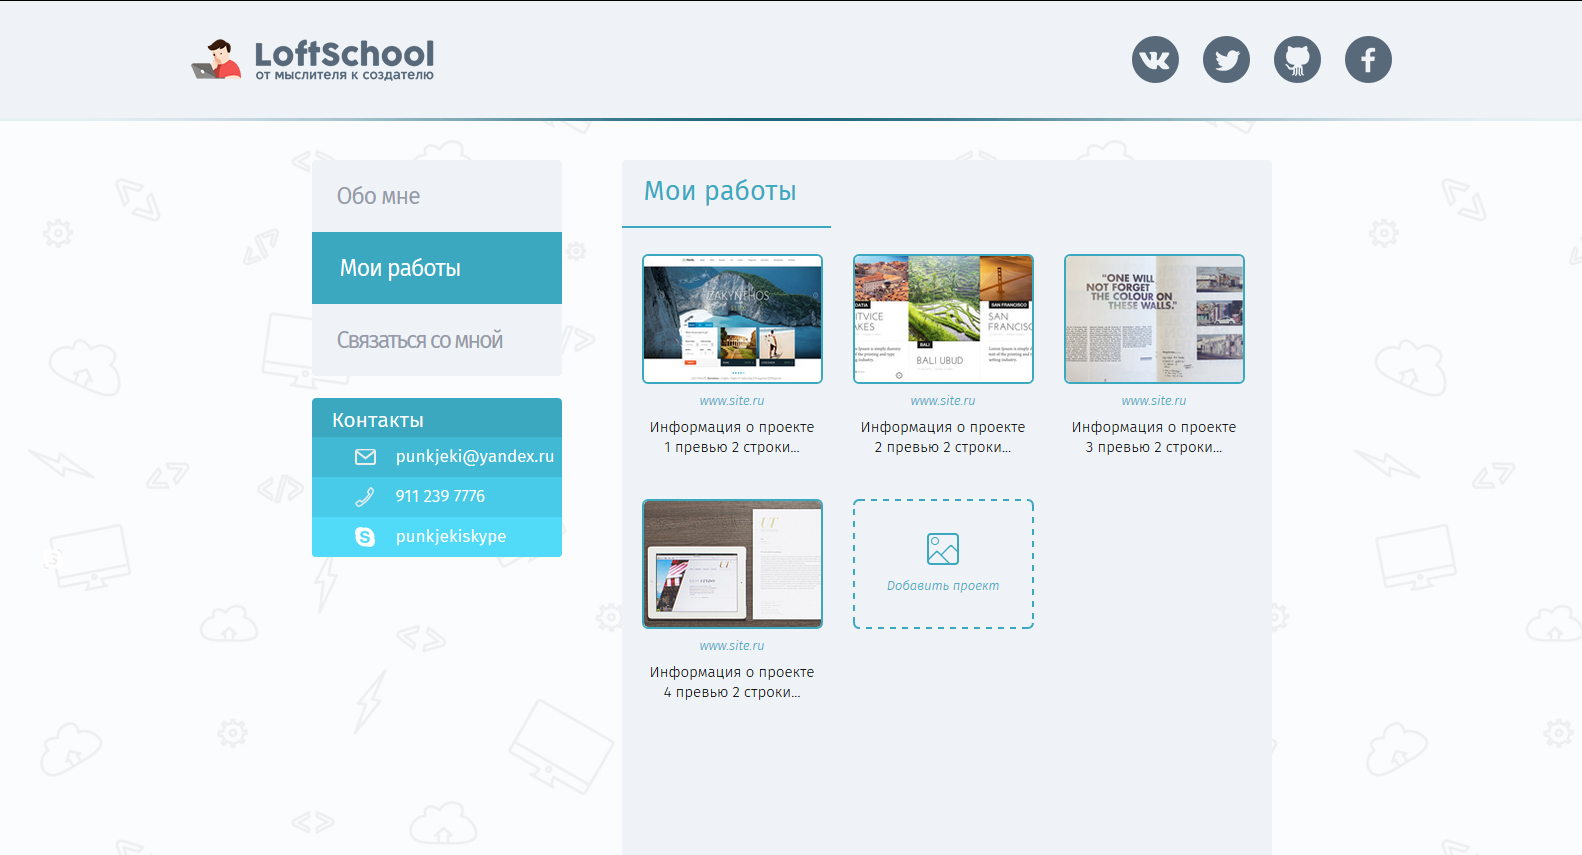 LoftSchool
от мыслителя к создателю
Обо мне
Мои работы
Связаться со мной
Контакты
punkjeki@yandex.ru
911 239 7776
punkjekiskype
Мои работы
ZAKYNTHOS
www.site.ru
Информация о проекте
1 превью 2 строки...
BALI
BALI UBUD
SAN FRANCISCO
www.site.ru
Информация о проекте
2 превью 2 строки...
"ONE WILL
NOT FORGET
THE COLOUR ON
THESE WALLS."
www.site.ru
Информация о проекте
3 превью 2 строки...
UT
www.site.ru
Информация о проекте
4 превью 2 строки...
Добавить проект